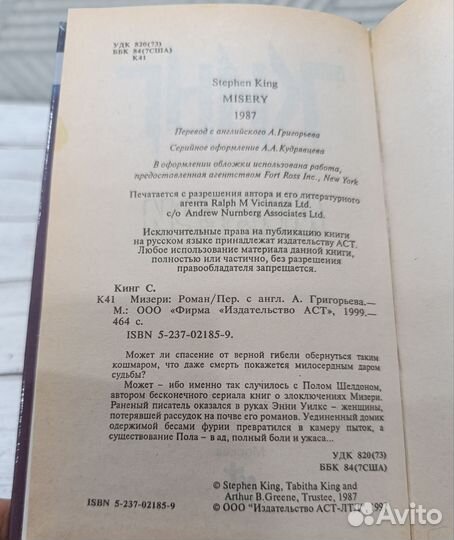 УДК 820(73)
ББК 84(7США)
К41
Stephen King
MISERY
1987
Перевод с английского А.Григорьева
Серийное оформление А.А.Кудрявцева
В оформлении обложки использована работа,
предоставленная агентством Fort Ross Inc., New York
Печатается с разрешения автора и его литературного
агента Ralph M Vicinanza Ltd.
c/o Andrew Nurnberg Associates Ltd.
Исключительные права на публикацию книги
на русском языке принадлежат издательству АСТ.
Любое использование материала данной книги,
полностью или частично, без разрешения
правообладателя запрещается.
Кинг С.
К41 Мизери: Роман/Пер. с англ. А. Григорьева.—
М.: ООО «Фирма «Издательство АСТ», 1999.—
464 с.
ISBN 5-237-02185-9.
Может ли спасение от верной гибели обернуться таким
кошмаром, что даже смерть покажется милосердным даром
судьбы?
Может – ибо именно так случилось с Полом Шелдоном,
автором бесконечного сериала книг о злоключениях Мизери.
Раненый писатель оказался в руках Энни Уилкс – женщины,
потерявшей рассудок на почве его романов. Уединенный домик
одержимой бесами фурии превратился в камеру пыток, а
существование Пола – в ад, полный боли и ужаса...
УДК 820(73)
ББК 84(7США)
© Stephen King, Tabitha King and
Arthur B.Greene, Trustee, 1987
ISBN 5-237-02185-9 © ООО "Издательство АСТ-ЛТД",
Avito